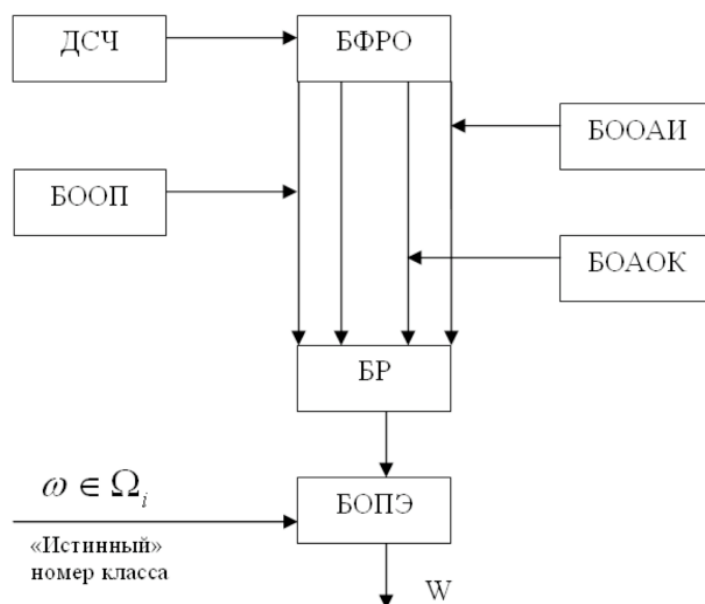 ДСЧ
БФРО
БООАИ
БООП
БОАОК
БР
ω ∈ Ωᵢ
БОПЭ
«Истинный»
номер класса
W